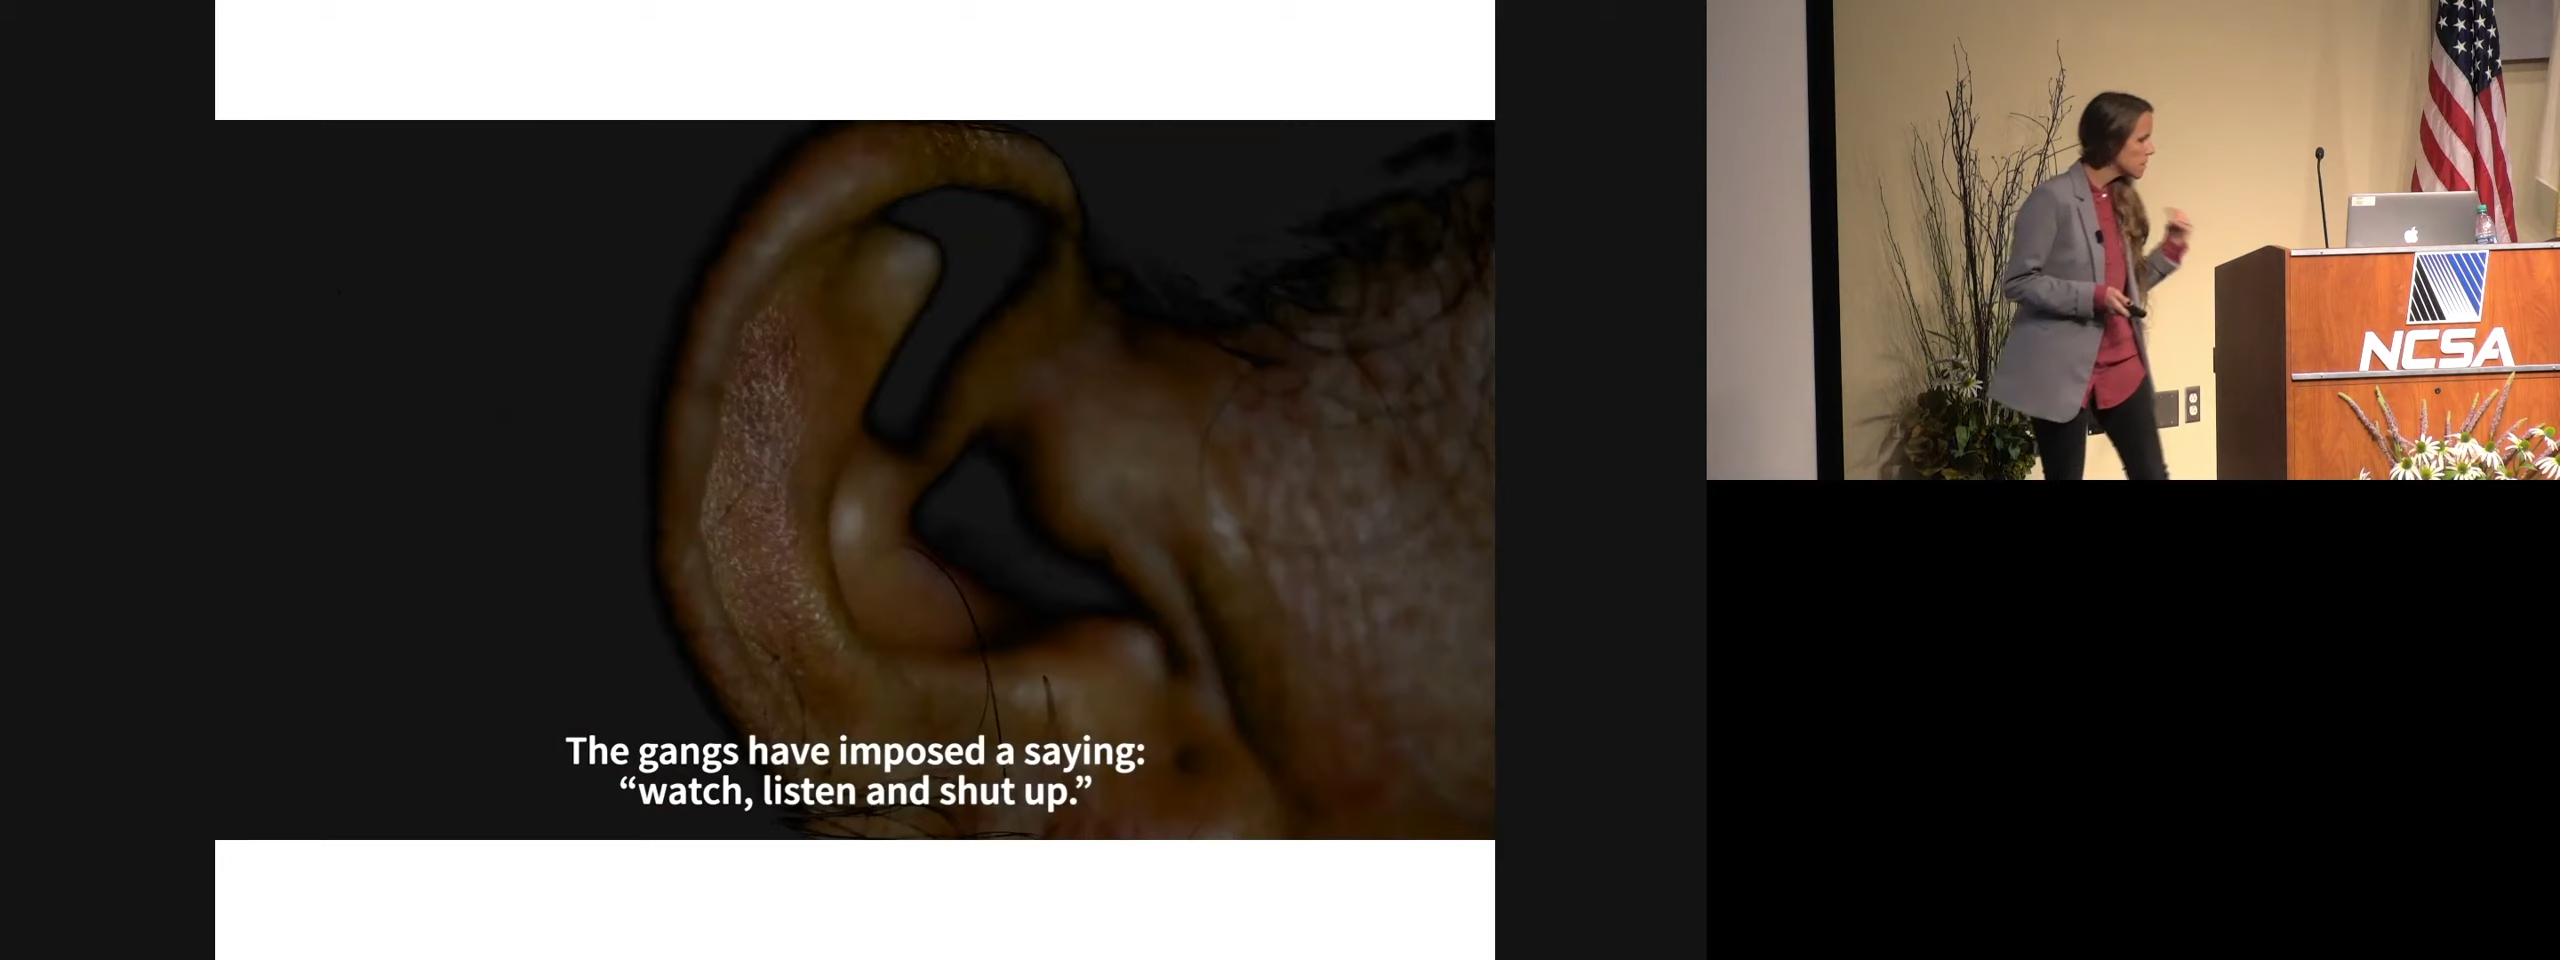 The gangs have imposed a saying:
“watch, listen and shut up.”
NCSA